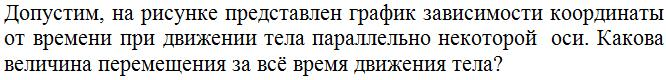 Допустим, на рисунке представлен график зависимости координаты
от времени при движении тела параллельно некоторой оси. Какова
величина перемещения за всё время движения тела?